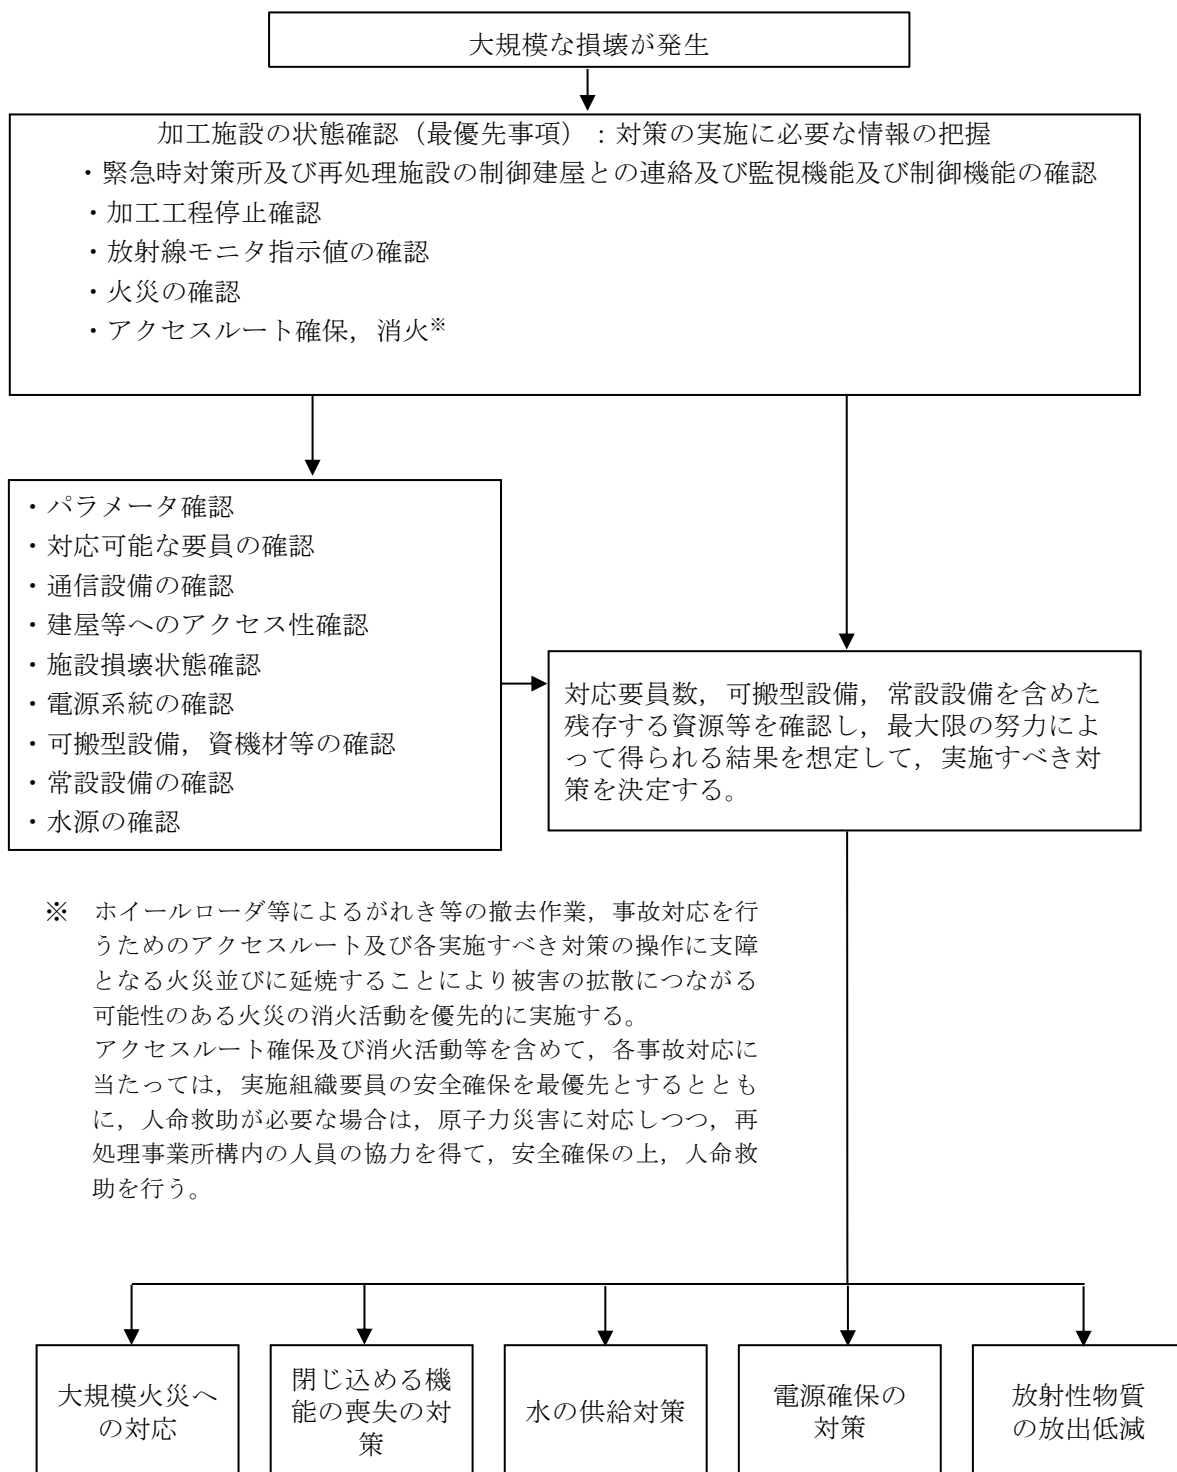 大規模な損壊が発生
加工施設の状態確認（最優先事項）：対策の実施に必要な情報の把握
・緊急時対策所及び再処理施設の制御建屋との連絡及び監視機能及び制御機能の確認
・加工工程停止確認
・放射線モニタ指示値の確認
・火災の確認
・アクセスルート確保，消火※
・パラメータ確認
・対応可能な要員の確認
・通信設備の確認
・建屋等へのアクセス性確認
・施設損壊状態確認
・電源系統の確認
・可搬型設備，資機材等の確認
・常設設備の確認
・水源の確認
対応要員数，可搬型設備，常設設備を含めた
残存する資源等を確認し，最大限の努力によ
って得られる結果を想定して，実施すべき対
策を決定する。
※　ホイールローダ等によるがれき等の撤去作業，事故対応を行
うためのアクセスルート及び各実施すべき対策の操作に支障
となる火災並びに延焼することにより被害の拡散につながる
可能性のある火災の消火活動を優先的に実施する。
アクセスルート確保及び消火活動等を含めて，各事故対応に
当たっては，実施組織要員の安全確保を最優先とするととも
に，人命救助が必要な場合は，原子力災害に対応しつつ，再
処理事業所構内の人員の協力を得て，安全確保の上，人命救
助を行う。
大規模火災へ
の対応
閉じ込める機
能の喪失の対
策
水の供給対策
電源確保の
対策
放射性物質
の放出低減